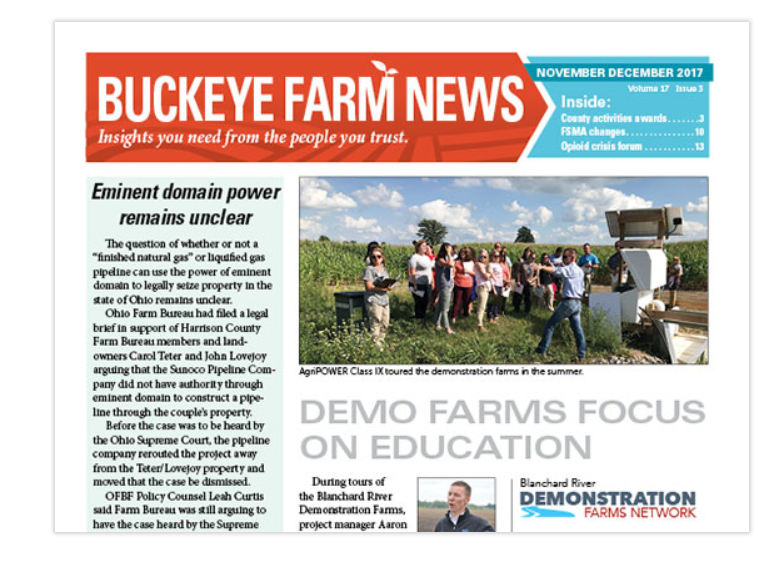 BUCKEYE FARM NEWS
Insights you need from the people you trust.
NOVEMBER DECEMBER 2017
Volume 17 Issue 3
Inside:
County activities awards.......3
FSMA changes..............10
Opioid crisis forum ..........13
Eminent domain power
remains unclear
The question of whether or not a
“finished natural gas” or liquified gas
pipeline can use the power of eminent
domain to legally seize property in the
state of Ohio remains unclear.
Ohio Farm Bureau had filed a legal
brief in support of Harrison County
Farm Bureau members and land-
owners Carol Teter and John Lovejoy
arguing that the Sunoco Pipeline Com-
pany did not have authority through
eminent domain to construct a pipe-
line through the couple’s property.
Before the case was to be heard by
the Ohio Supreme Court, the pipeline
company rerouted the project away
from the Teter/Lovejoy property and
moved that the case be dismissed.
OFBF Policy Counsel Leah Curtis
said Farm Bureau was still arguing to
have the case heard by the Supreme
AgriPOWER Class IX toured the demonstration farms in the summer.
DEMO FARMS FOCUS
ON EDUCATION
During tours of
the Blanchard River
Demonstration Farms,
project manager Aaron
Blanchard River
DEMONSTRATION
FARMS NETWORK